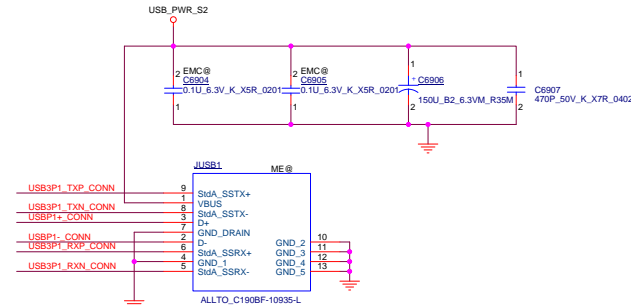 USB_PWR_S2
2 EMC@
C6904
0.1U_6.3V_K_X5R_0201
1
2 EMC@
C6905
0.1U_6.3V_K_X5R_0201
1
1
+
C6906
150U_B2_6.3VM_R35M
2
1
C6907
470P_50V_K_X7R_0402
2
JUSB1
ME@
USB3P1_TXP_CONN 9 StdA_SSTX+
1 VBUS
USB3P1_TXN_CONN 8 StdA_SSTX-
USBP1+_CONN 3 D+
7 GND_DRAIN
USBP1-_CONN 2 D- GND_2 10
USB3P1_RXP_CONN 6 StdA_SSRX+ GND_3 11
4 GND_1 GND_4 12
USB3P1_RXN_CONN 5 StdA_SSRX- GND_5 13
ALLTO_C190BF-10935-L